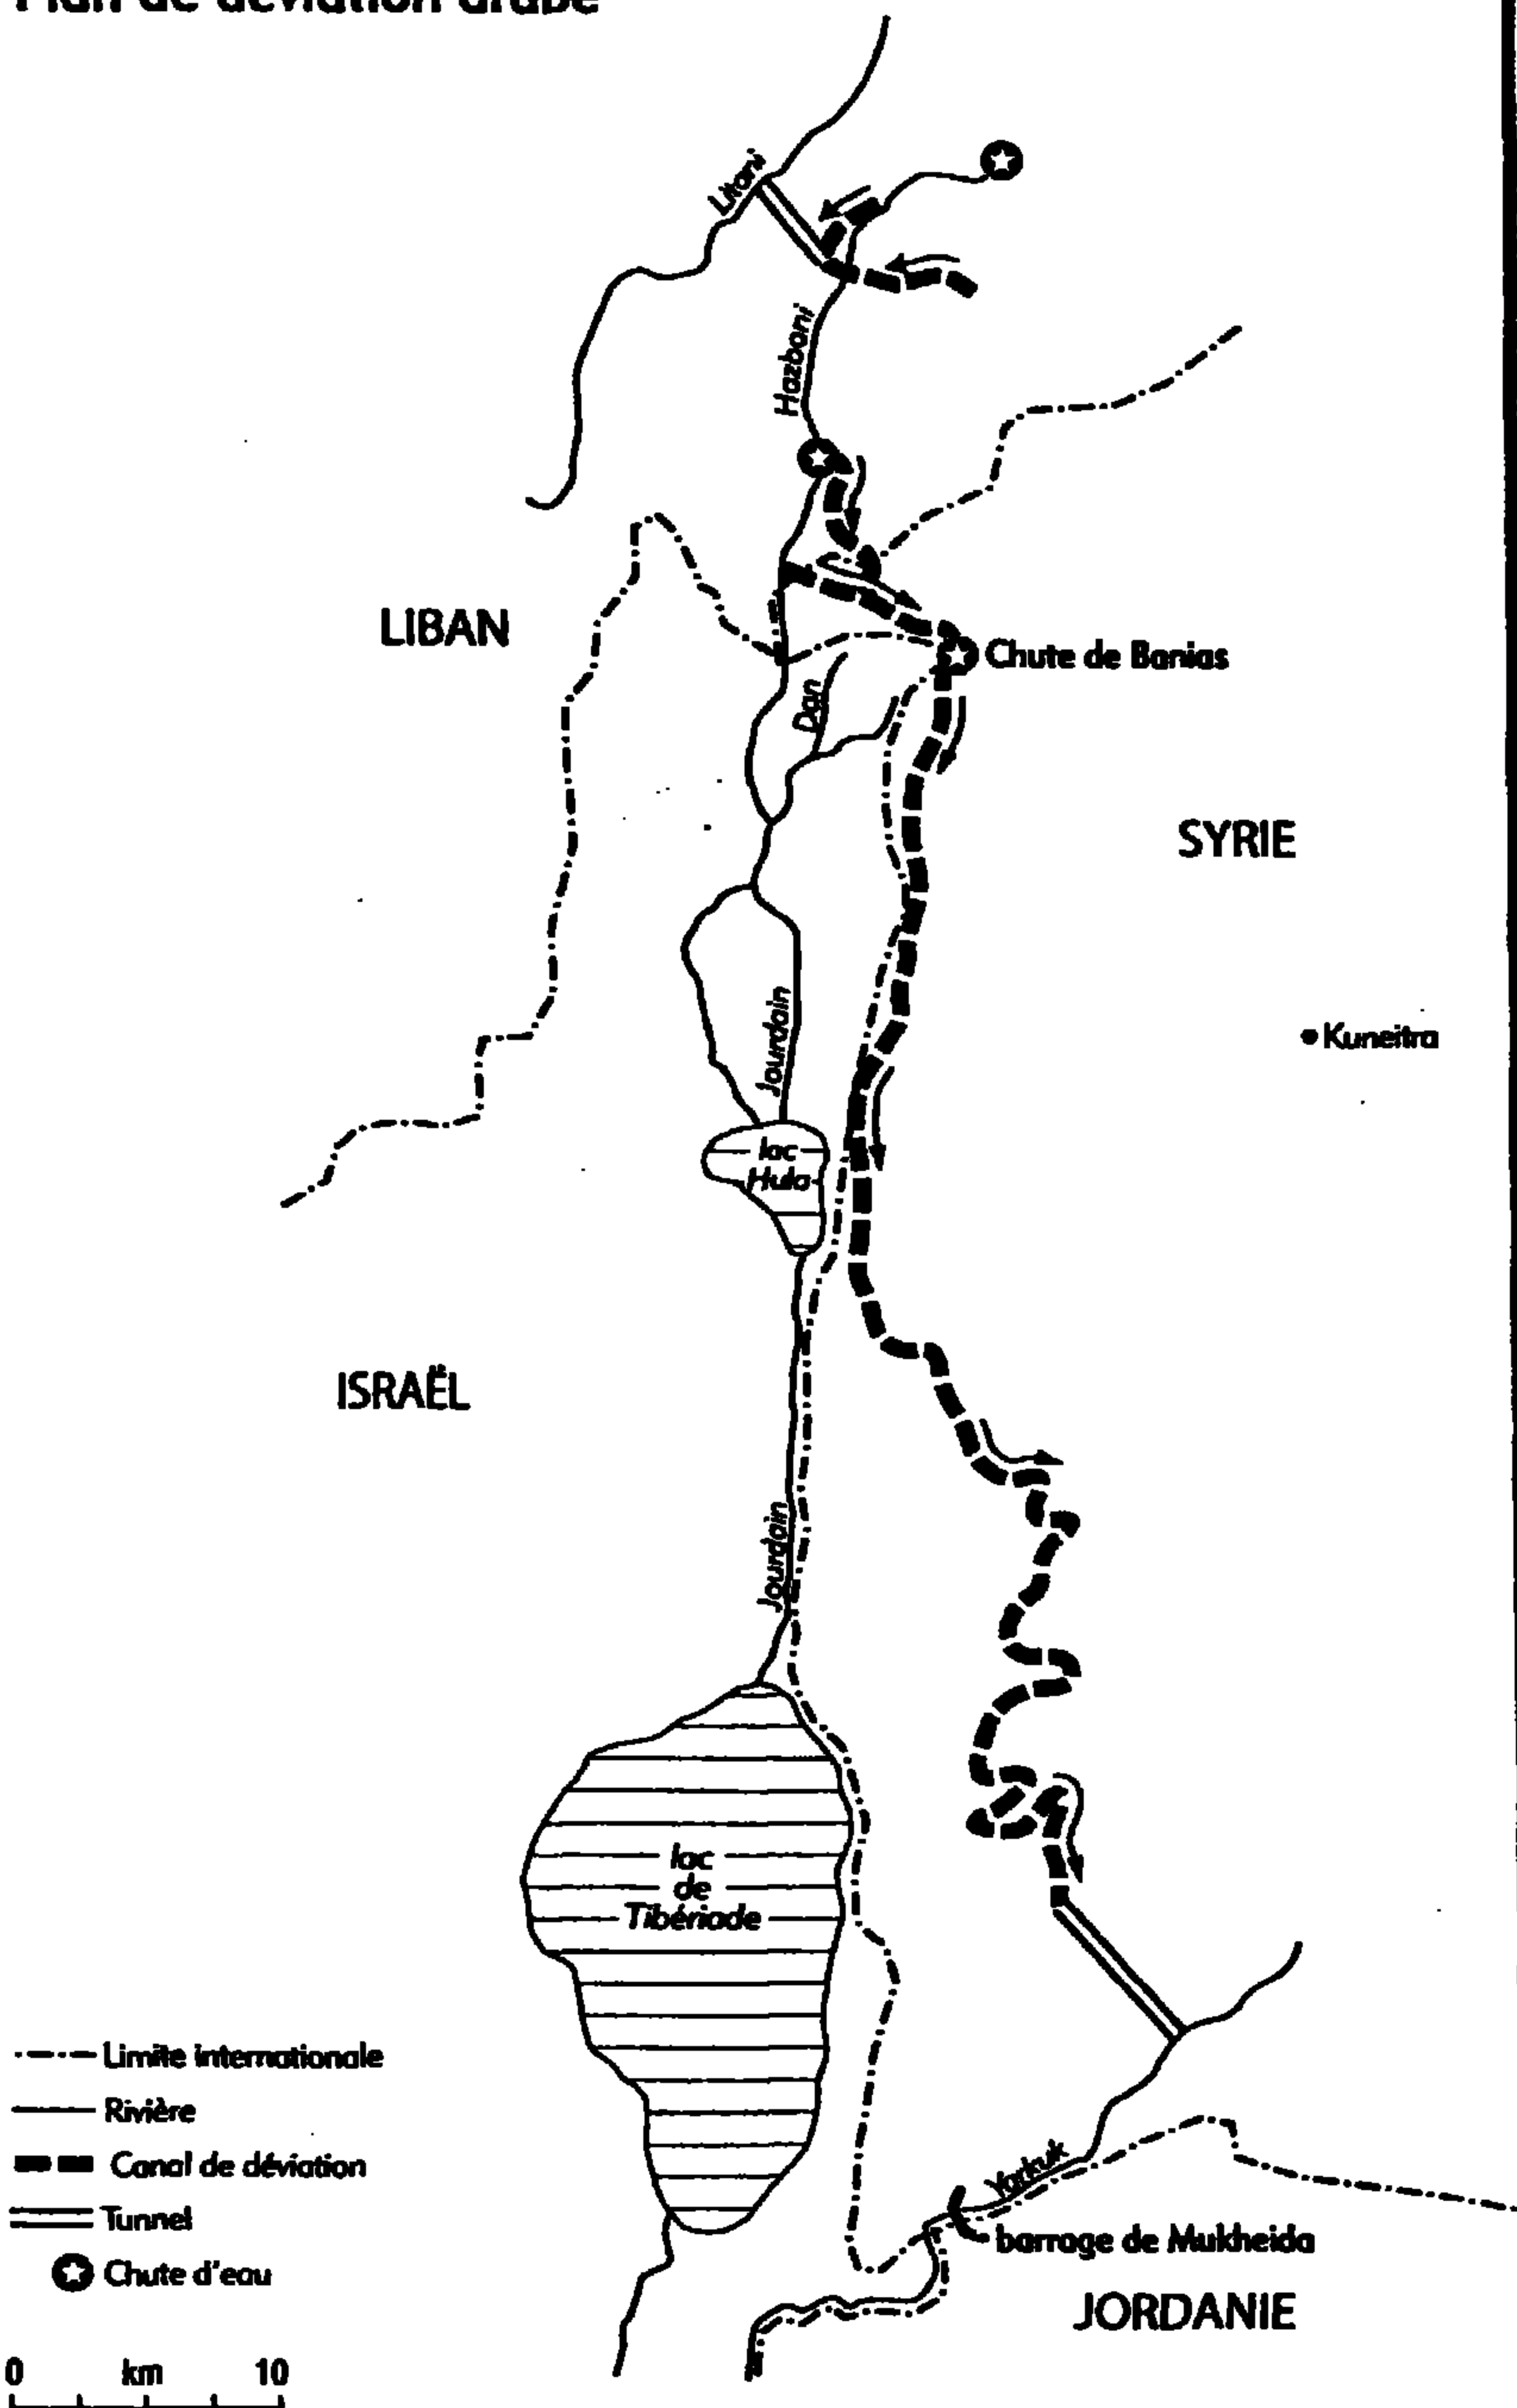 Plan de déviation arabe
Litani
Hazbani
LIBAN
Chute de Banias
Dan
SYRIE
Kuneitra
Jourdain
lac
Hula
ISRAËL
Jourdain
lac
de
Tibériade
Yarkuk
barrage de Mukheida
JORDANIE
Limite internationale
Rivière
Canal de déviation
Tunnel
Chute d'eau
0 km 10